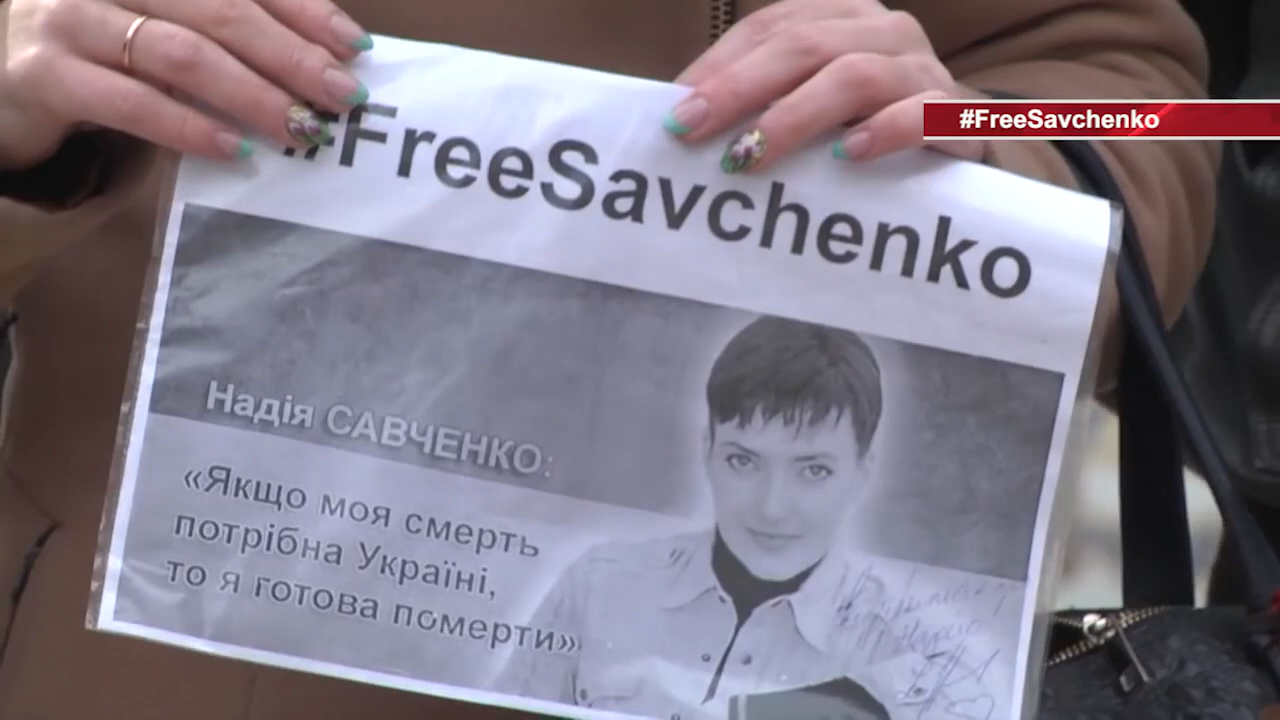 #FreeSavchenko
#FreeSavchenko
Надія САВЧЕНКО:
«Якщо моя смерть
потрібна Україні,
то я готова померти»